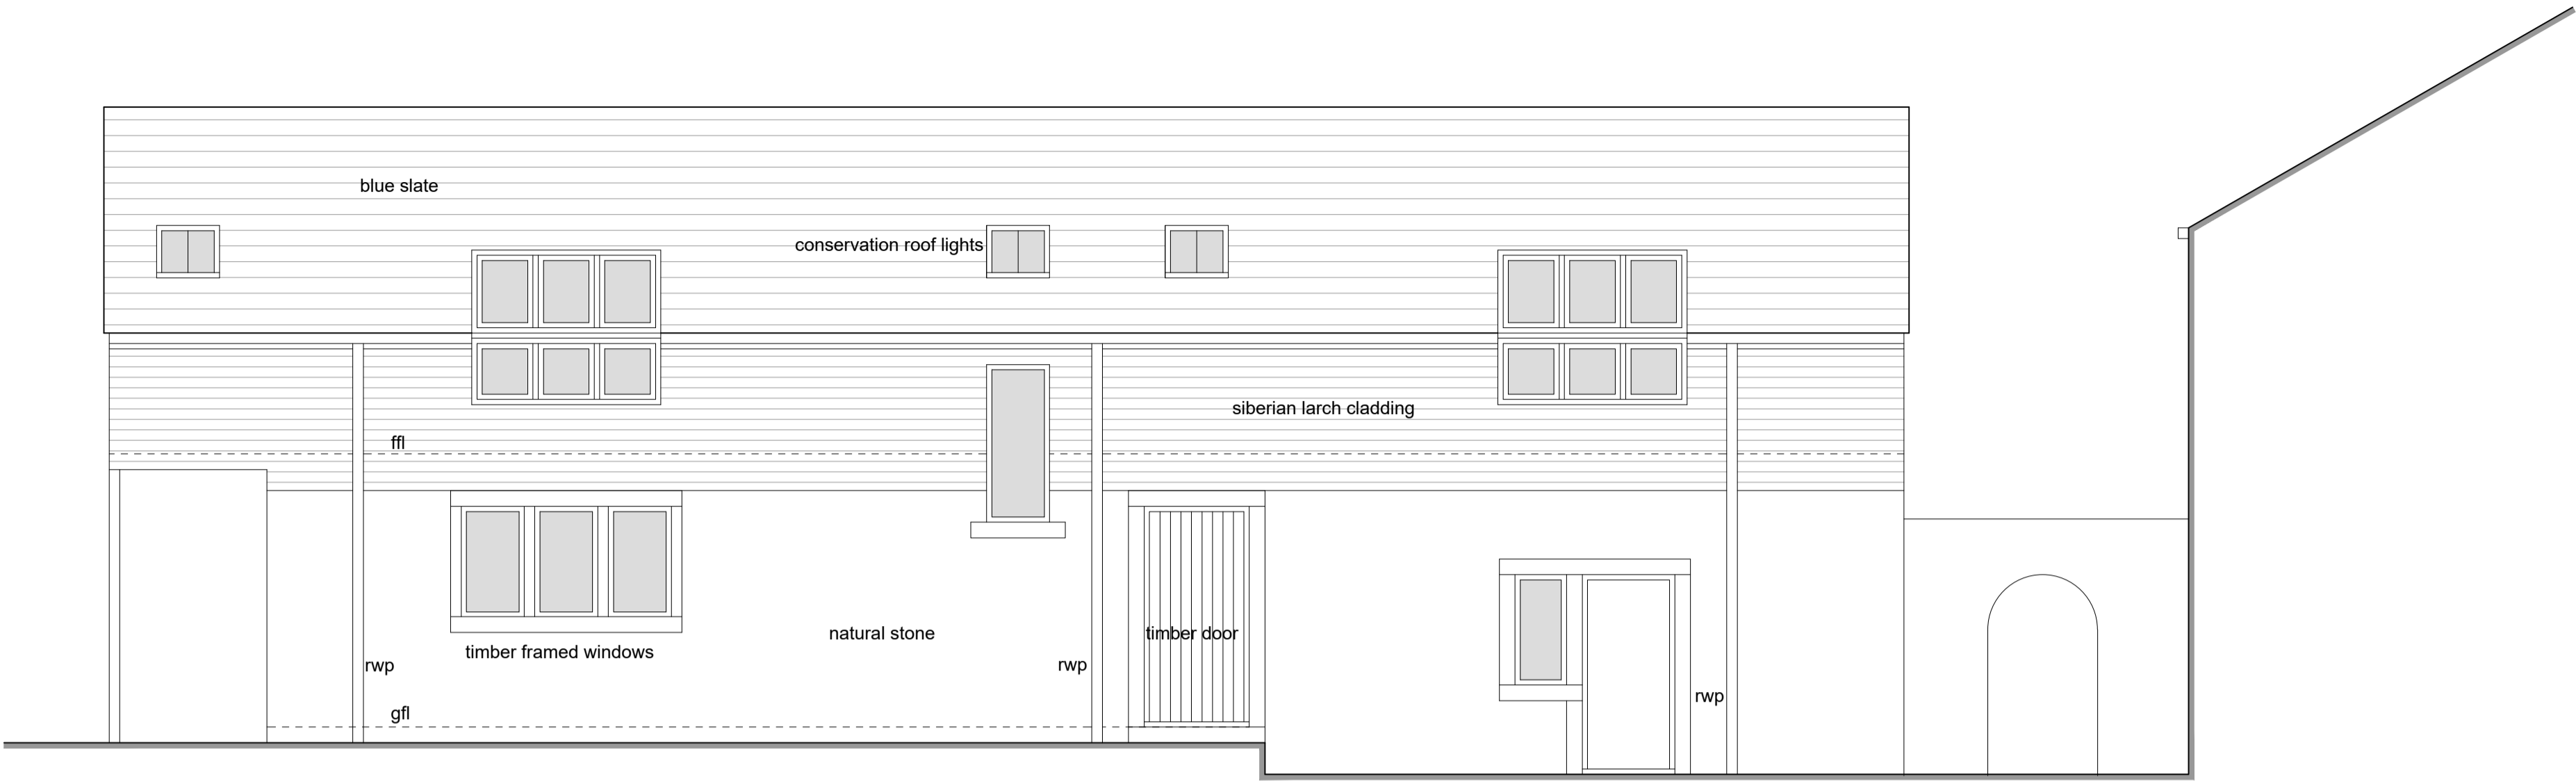 blue slate
conservation roof lights
siberian larch cladding
ffl
natural stone
timber door
timber framed windows
rwp
rwp
rwp
gfl